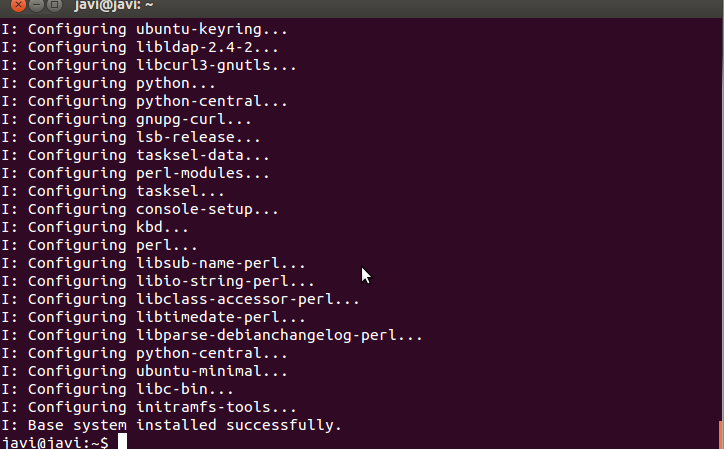 javi@javi: ~
I: Configuring ubuntu-keyring...
I: Configuring libldap-2.4-2...
I: Configuring libcurl3-gnutls...
I: Configuring python...
I: Configuring python-central...
I: Configuring gnupg-curl...
I: Configuring lsb-release...
I: Configuring tasksel-data...
I: Configuring perl-modules...
I: Configuring tasksel...
I: Configuring console-setup...
I: Configuring kbd...
I: Configuring perl...
I: Configuring libsub-name-perl...
I: Configuring libio-string-perl...
I: Configuring libclass-accessor-perl...
I: Configuring libtimedate-perl...
I: Configuring libparse-debianchangelog-perl...
I: Configuring python-central...
I: Configuring ubuntu-minimal...
I: Configuring libc-bin...
I: Configuring initramfs-tools...
I: Base system installed successfully.
javi@javi:~$